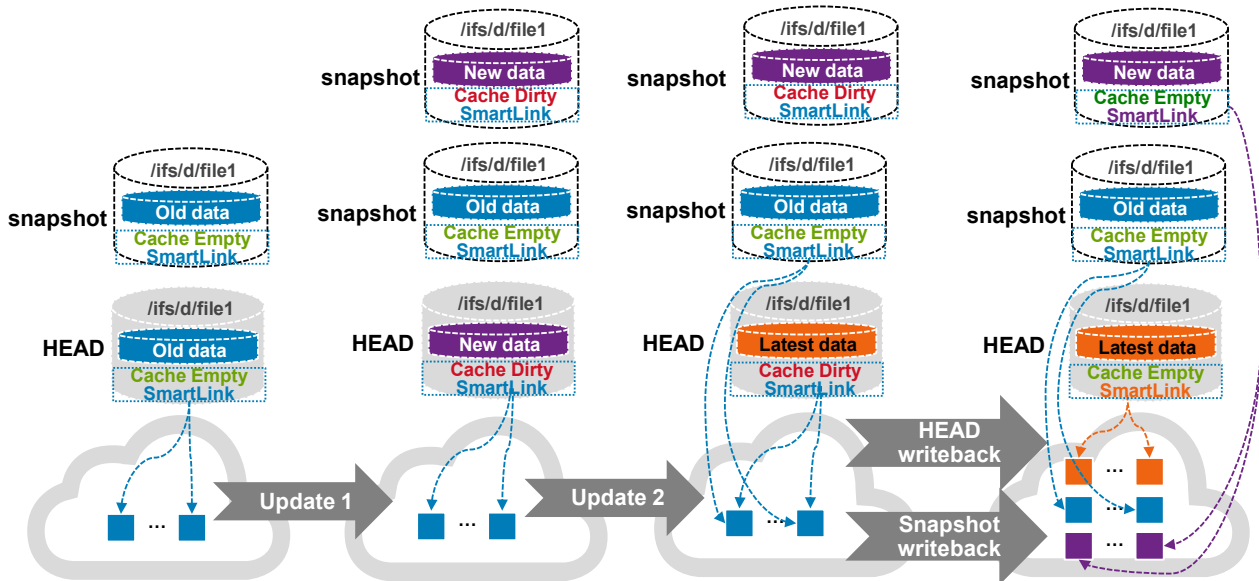 /ifs/d/file1
New data
Cache Dirty
SmartLink
snapshot
/ifs/d/file1
New data
Cache Dirty
SmartLink
snapshot
/ifs/d/file1
New data
Cache Empty
SmartLink
snapshot
/ifs/d/file1
Old data
Cache Empty
SmartLink
snapshot
/ifs/d/file1
Old data
Cache Empty
SmartLink
snapshot
/ifs/d/file1
Old data
Cache Empty
SmartLink
snapshot
/ifs/d/file1
Old data
Cache Empty
SmartLink
snapshot
/ifs/d/file1
Old data
Cache Empty
SmartLink
HEAD
/ifs/d/file1
New data
Cache Dirty
SmartLink
HEAD
/ifs/d/file1
Latest data
Cache Dirty
SmartLink
HEAD
/ifs/d/file1
Latest data
Cache Empty
SmartLink
HEAD
...
Update 1
...
Update 2
...
HEAD
writeback
Snapshot
writeback
...
...
...